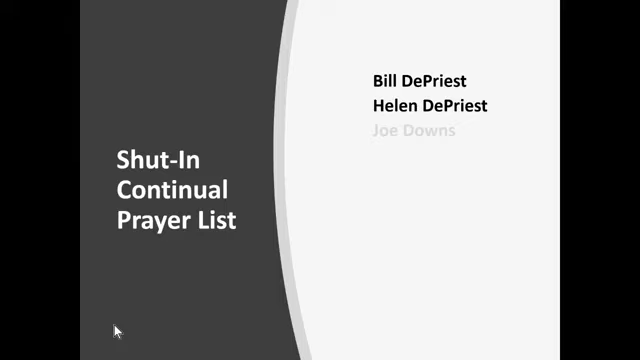 Shut-In
Continual
Prayer List
Bill DePriest
Helen DePriest
Joe Downs